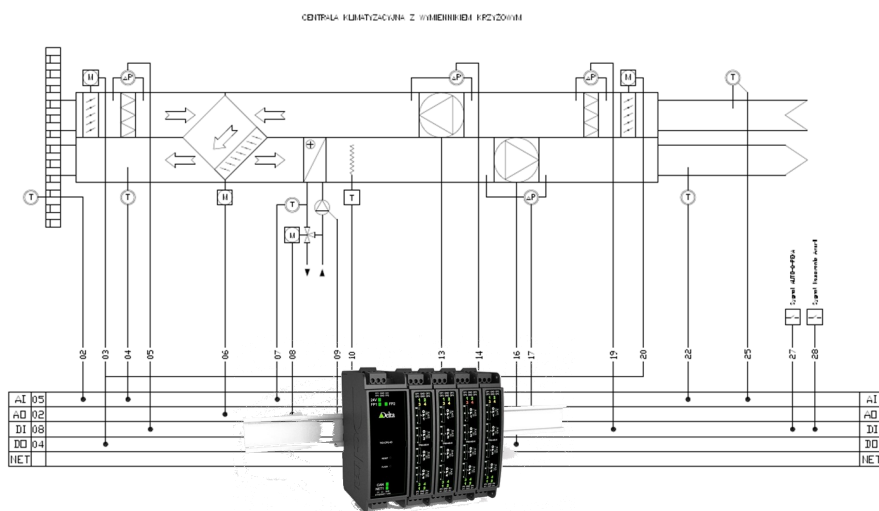 CENTRALA KLIMATYZACYJNA Z WYMIENNIKIEM KRZYŻOWYM
M ΔP ΔP ΔP M T
T T M T T ΔP T
M
02 03 04 05 06 07 08 09 10 13 14 16 17 19 20 22 25 27 28
AI 05 AI
AO 02 AO
DI 08 DI
DO 04 DO
NET NET
Delta